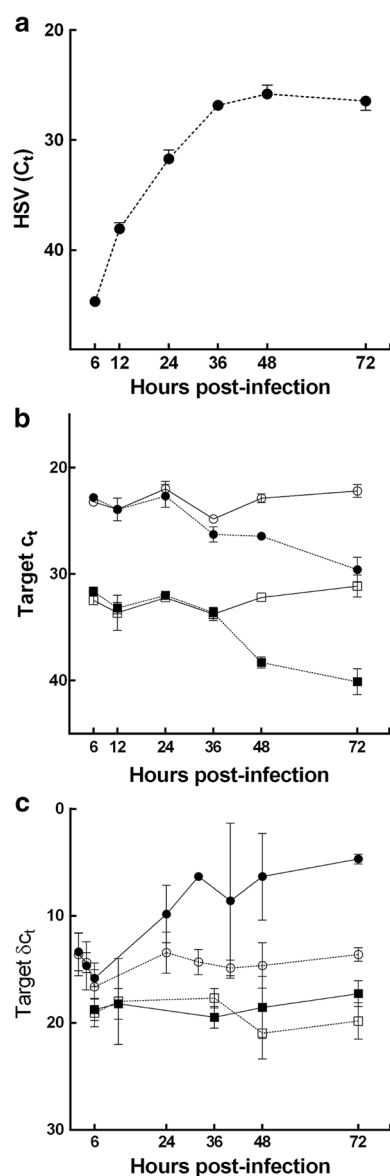 a
20
30
40
HSV (Ct)
6 12 24 36 48 72
Hours post-infection
b
20
30
40
Target ct
6 12 24 36 48 72
Hours post-infection
c
0
10
20
30
Target δct
6 24 36 48 72
Hours post-infection